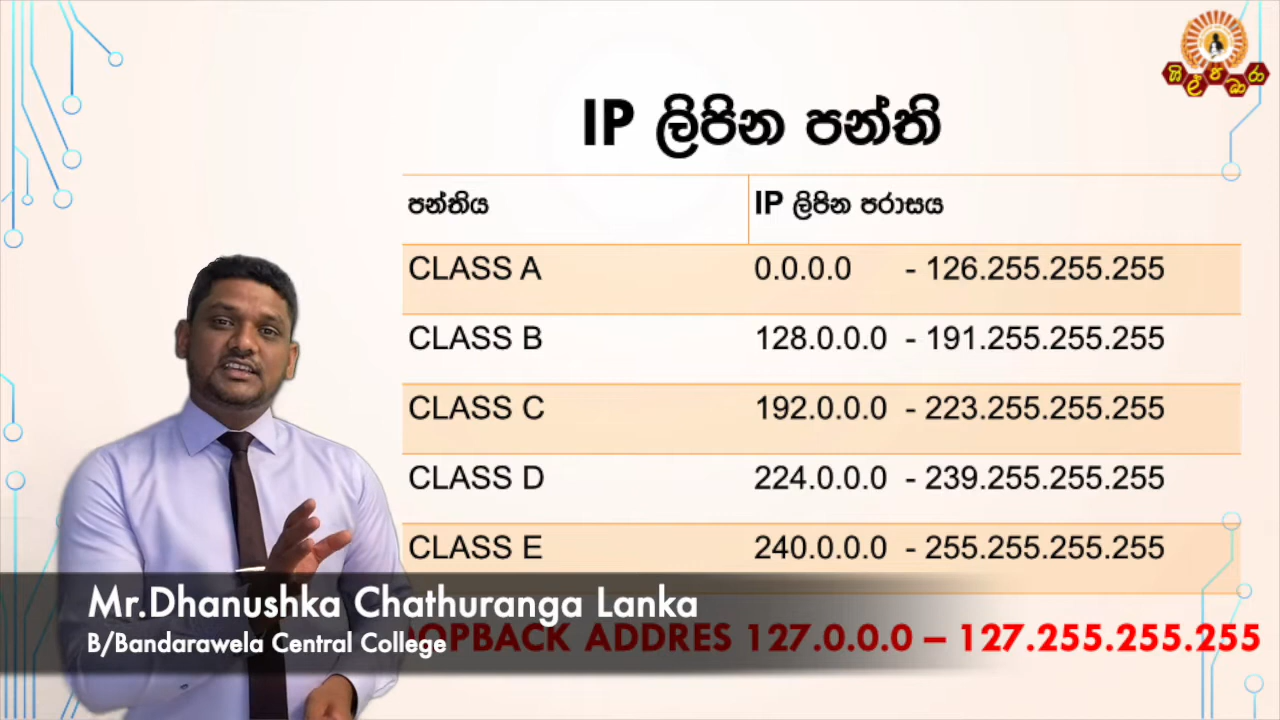 ශිල්ප භාරා
IP ලිපින පන්ති
පන්තිය IP ලිපින පරාසය
CLASS A 0.0.0.0 - 126.255.255.255
CLASS B 128.0.0.0 - 191.255.255.255
CLASS C 192.0.0.0 - 223.255.255.255
CLASS D 224.0.0.0 - 239.255.255.255
CLASS E 240.0.0.0 - 255.255.255.255
Mr.Dhanushka Chathuranga Lanka
OPBACK ADDRES 127.0.0.0 – 127.255.255.255
B/Bandarawela Central College